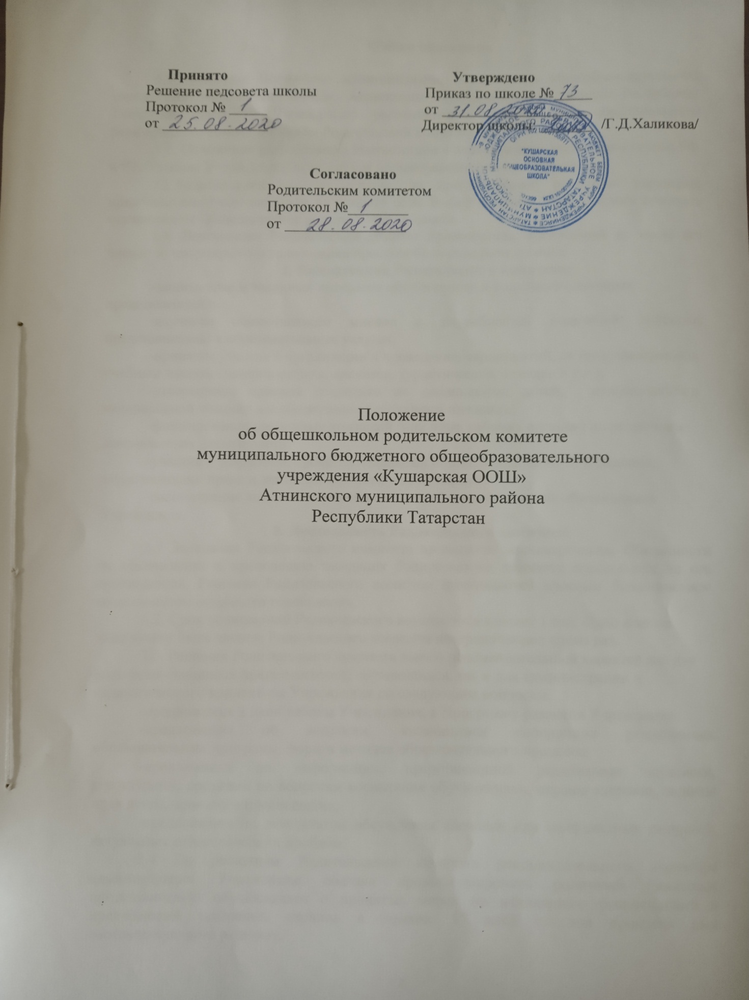 Принято
Решение педсовета школы
Протокол № 1
от 25.08.2020
Утверждено
Приказ по школе № 73
от 31.08.2020
Директор школы /Г.Д.Халикова/
"КУШАРСКАЯ
ОСНОВНАЯ
ОБЩЕОБРАЗОВАТЕЛЬНАЯ
ШКОЛА"
Согласовано
Родительским комитетом
Протокол № 1
от 28.08.2020
Положение
об общешкольном родительском комитете
муниципального бюджетного общеобразовательного
учреждения «Кушарская ООШ»
Атнинского муниципального района
Республики Татарстан